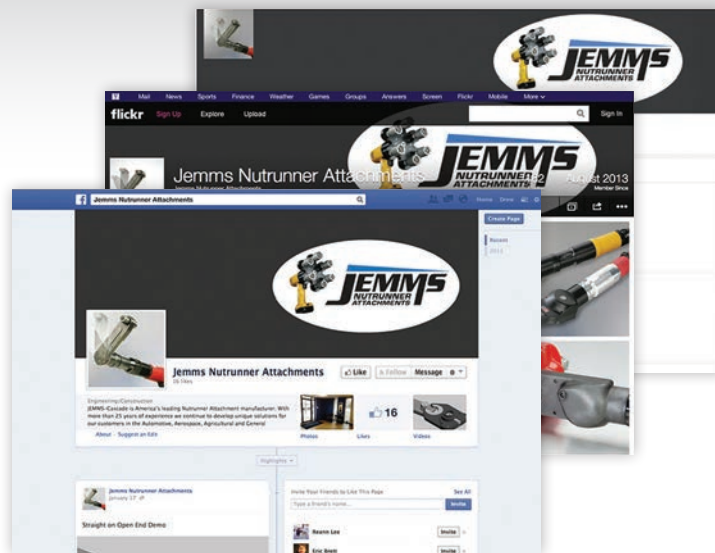 JEMMS
NUTRUNNER
ATTACHMENTS
Mail News Sports Finance Weather Games Groups Answers Screen Flickr Mobile More
flickr Sign Up Explore Upload Sign In
Jemms Nutrunner Attachments
JEMMS
NUTRUNNER
ATTACHMENTS
August 2013
Member Since
Jemms Nutrunner Attachments
Home
Create Page
Recent
2013
JEMMS
NUTRUNNER
ATTACHMENTS
Jemms Nutrunner Attachments
16 likes
Like Follow Message
Engineering/Construction
JEMMS-Cascade is America's leading Nutrunner Attachment manufacturer. With
more than 25 years of experience we continue to develop unique solutions for
our customers in the Automotive, Aerospace, Agricultural and General
About - Suggest an Edit
16
Photos Likes Videos
Highlights
Jemms Nutrunner Attachments
January 17
Straight on Open End Demo
Invite Your Friends to Like This Page See All
Type a friend's name... Invite
Invite
Eric Brett Invite